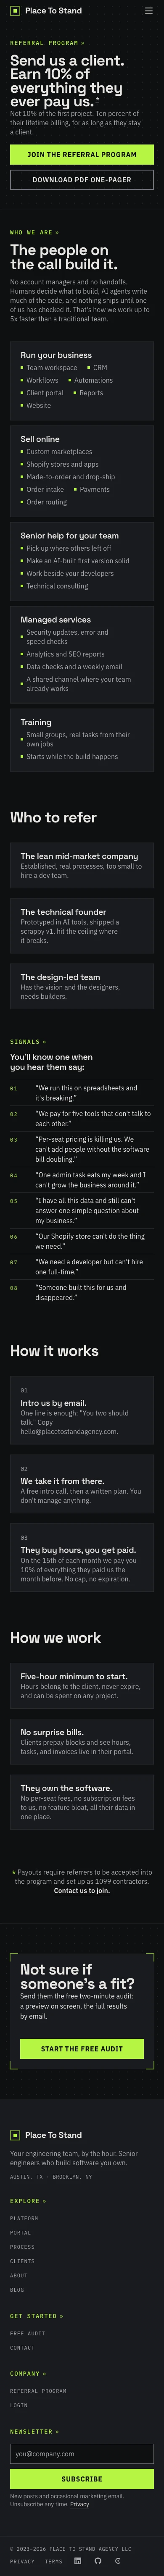 Place To Stand
REFERRAL PROGRAM »
Send us a client.
Earn 10% of
everything they
ever pay us.*
Not 10% of the first project. Ten percent of
their lifetime billing, for as long as they stay
a client.
JOIN THE REFERRAL PROGRAM
DOWNLOAD PDF ONE-PAGER
WHO WE ARE »
The people on
the call build it.
No account managers and no handoffs.
Humans decide what to build, AI agents write
much of the code, and nothing ships until one
of us has checked it. That's how we work up to
5x faster than a traditional team.
Run your business
Team workspace
CRM
Workflows
Automations
Client portal
Reports
Website
Sell online
Custom marketplaces
Shopify stores and apps
Made-to-order and drop-ship
Order intake
Payments
Order routing
Senior help for your team
Pick up where others left off
Make an AI-built first version solid
Work beside your developers
Technical consulting
Managed services
Security updates, error and
speed checks
Analytics and SEO reports
Data checks and a weekly email
A shared channel where your team
already works
Training
Small groups, real tasks from their
own jobs
Starts while the build happens
Who to refer
The lean mid-market company
Established, real processes, too small to
hire a dev team.
The technical founder
Prototyped in AI tools, shipped a
scrappy v1, hit the ceiling where
it breaks.
The design-led team
Has the vision and the designers,
needs builders.
SIGNALS »
You'll know one when
you hear them say:
01
"We run this on spreadsheets and
it's breaking."
02
"We pay for five tools that don't talk to
each other."
03
"Per-seat pricing is killing us. We
can't add people without the software
bill doubling."
04
"One admin task eats my week and I
can't grow the business around it."
05
"I have all this data and still can't
answer one simple question about
my business."
06
"Our Shopify store can't do the thing
we need."
07
"We need a developer but can't hire
one full-time."
08
"Someone built this for us and
disappeared."
How it works
01
Intro us by email.
One line is enough: "You two should
talk." Copy
hello@placetostandagency.com.
02
We take it from there.
A free intro call, then a written plan. You
don't manage anything.
03
They buy hours, you get paid.
On the 15th of each month we pay you
10% of everything they paid us the
month before. No cap, no expiration.
How we work
Five-hour minimum to start.
Hours belong to the client, never expire,
and can be spent on any project.
No surprise bills.
Clients prepay blocks and see hours,
tasks, and invoices live in their portal.
They own the software.
No per-seat fees, no subscription fees
to us, no feature bloat, all their data in
one place.
* Payouts require referrers to be accepted into
the program and set up as 1099 contractors.
Contact us to join.
Not sure if
someone's a fit?
Send them the free two-minute audit:
a preview on screen, the full results
by email.
START THE FREE AUDIT
Place To Stand
Your engineering team, by the hour. Senior
engineers who build software you own.
AUSTIN, TX · BROOKLYN, NY
EXPLORE »
PLATFORM
PORTAL
PROCESS
CLIENTS
ABOUT
BLOG
GET STARTED »
FREE AUDIT
CONTACT
COMPANY »
REFERRAL PROGRAM
LOGIN
NEWSLETTER »
you@company.com
SUBSCRIBE
New posts and occasional marketing email.
Unsubscribe any time. Privacy
© 2023-2026 PLACE TO STAND AGENCY LLC
PRIVACY
TERMS